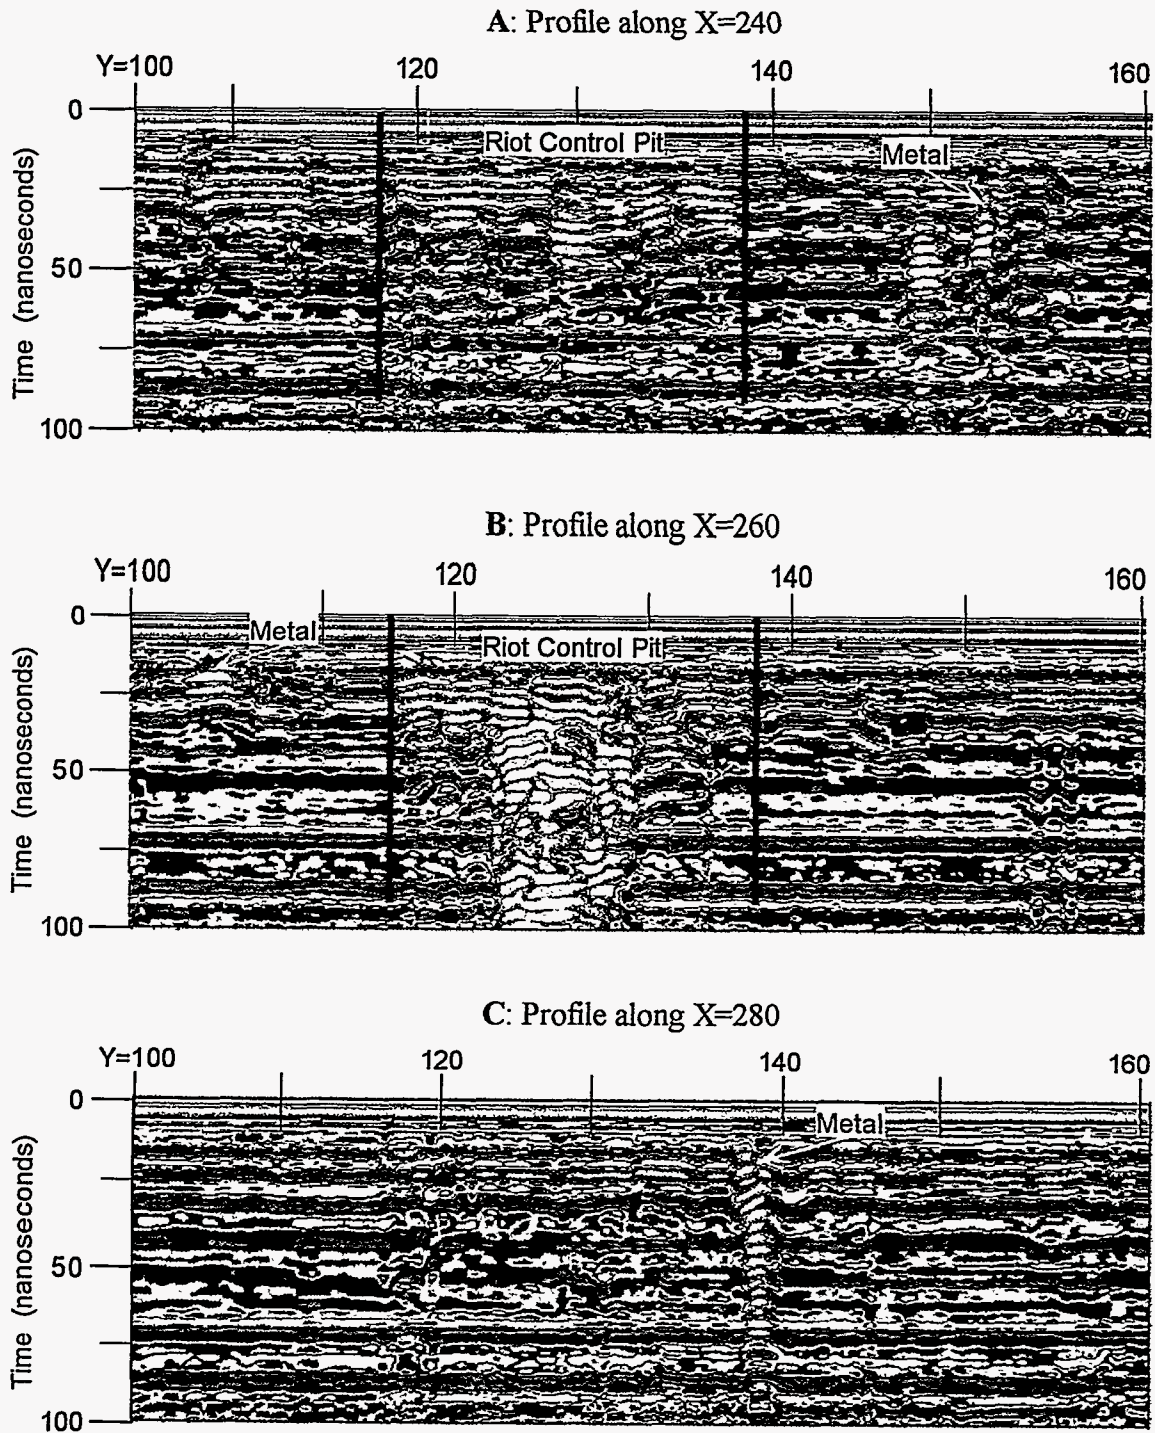 A: Profile along X=240
Y=100 120 140 160
0
Riot Control Pit
Metal
50
100
Time (nanoseconds)
B: Profile along X=260
Y=100 120 140 160
0
Metal
Riot Control Pit
50
100
Time (nanoseconds)
C: Profile along X=280
Y=100 120 140 160
0
Metal
50
100
Time (nanoseconds)